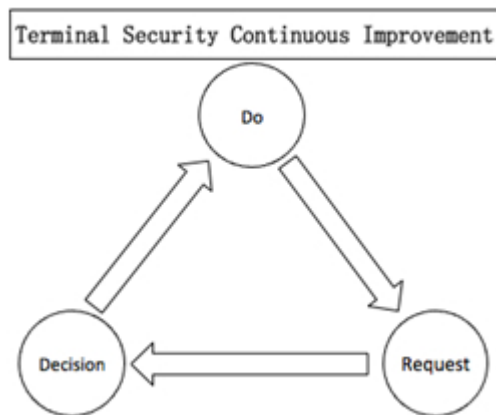 Terminal Security Continuous Improvement
Do
Decision
Request